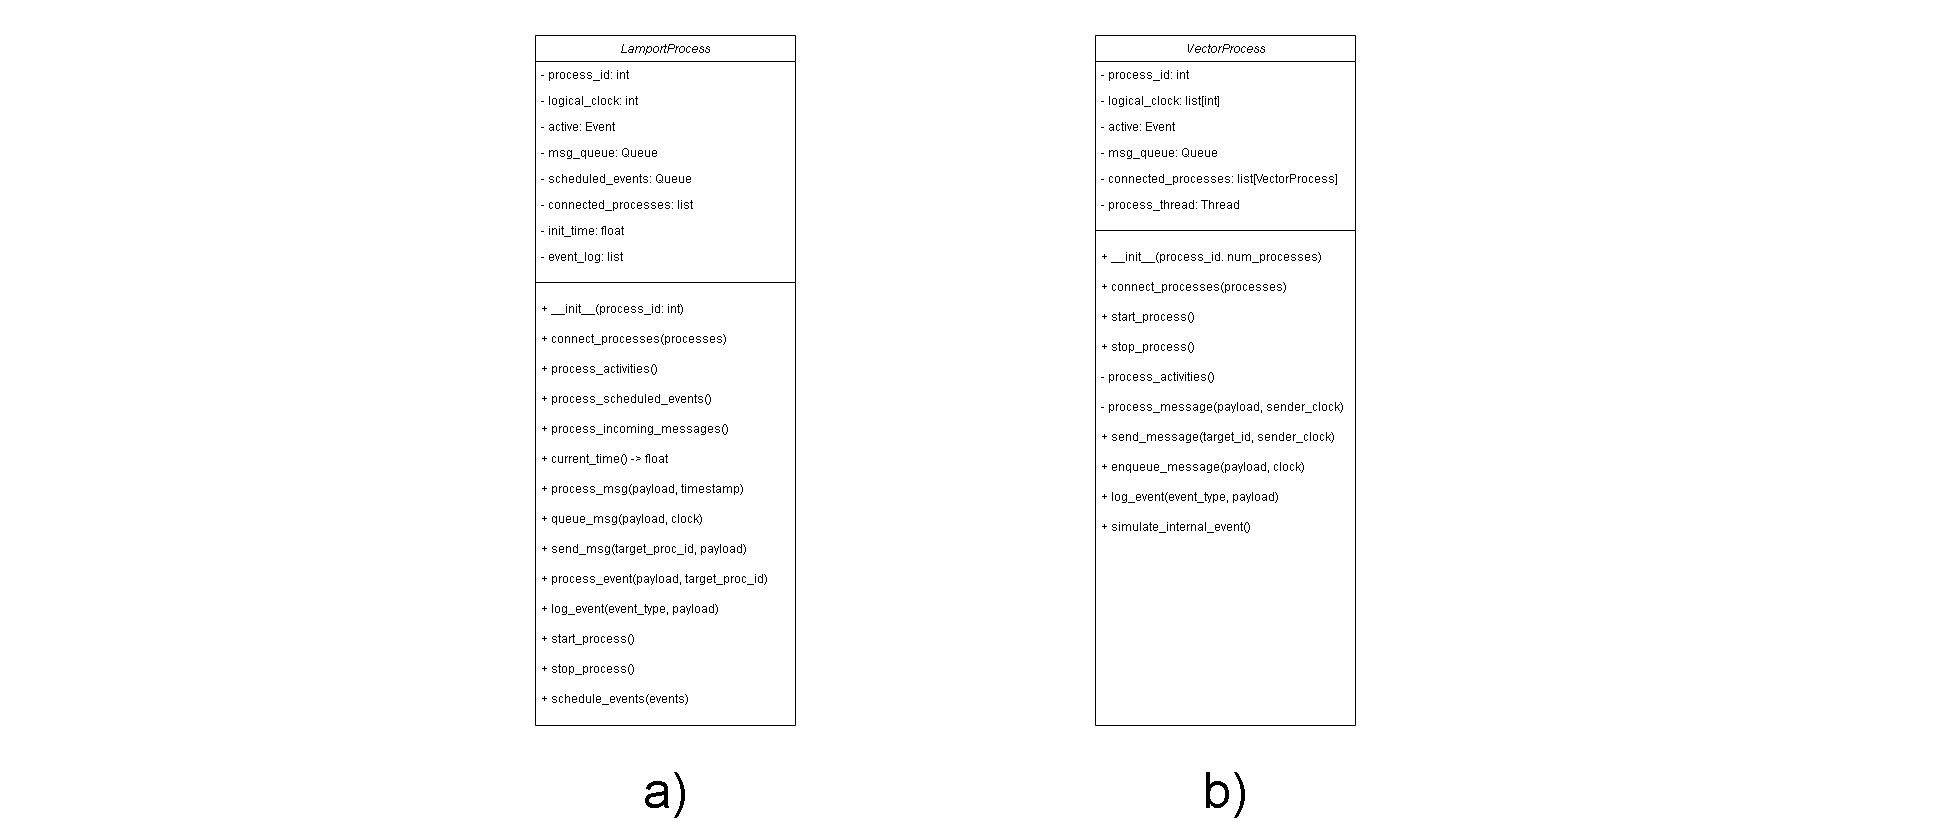 LamportProcess
- process_id: int
- logical_clock: int
- active: Event
- msg_queue: Queue
- scheduled_events: Queue
- connected_processes: list
- init_time: float
- event_log: list
+ __init__(process_id: int)
+ connect_processes(processes)
+ process_activities()
+ process_scheduled_events()
+ process_incoming_messages()
+ current_time() -> float
+ process_msg(payload, timestamp)
+ queue_msg(payload, clock)
+ send_msg(target_proc_id, payload)
+ process_event(payload, target_proc_id)
+ log_event(event_type, payload)
+ start_process()
+ stop_process()
+ schedule_events(events)
a)
VectorProcess
- process_id: int
- logical_clock: list[int]
- active: Event
- msg_queue: Queue
- connected_processes: list[VectorProcess]
- process_thread: Thread
+ __init__(process_id. num_processes)
+ connect_processes(processes)
+ start_process()
+ stop_process()
- process_activities()
- process_message(payload, sender_clock)
+ send_message(target_id, sender_clock)
+ enqueue_message(payload, clock)
+ log_event(event_type, payload)
+ simulate_internal_event()
b)